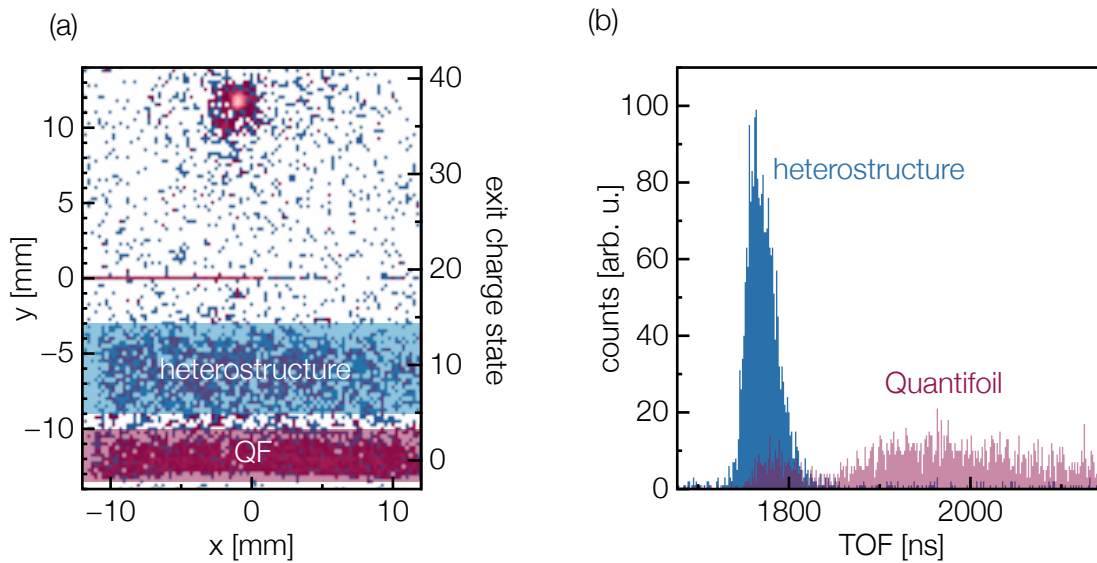 (a)
(b)
y [mm]
10
5
0
−5
−10
−10
0
10
x [mm]
40
30
20
10
0
exit charge state
heterostructure
QF
counts [arb. u.]
100
80
60
40
20
0
1800
2000
TOF [ns]
heterostructure
Quantifoil